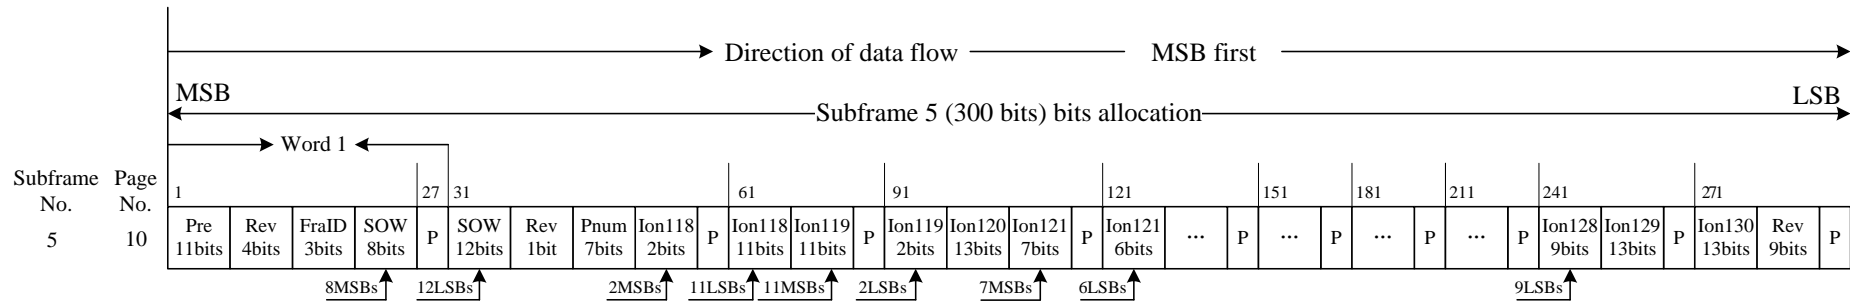 Direction of data flow MSB first
MSB LSB
Subframe 5 (300 bits) bits allocation
Word 1
Subframe No. Page No.
1 27 31 61 91 121 151 181 211 241 271
5 10
Pre 11bits
Rev 4bits
FraID 3bits
SOW 8bits
P
SOW 12bits
Rev 1bit
Pnum 7bits
Ion118 2bits
P
Ion118 11bits
Ion119 11bits
P
Ion119 2bits
Ion120 13bits
Ion121 7bits
P
Ion121 6bits
...
P
...
P
...
P
...
P
Ion128 9bits
Ion129 13bits
P
Ion130 13bits
Rev 9bits
P
8MSBs 12LSBs 2MSBs 11LSBs 11MSBs 2LSBs 7MSBs 6LSBs 9LSBs